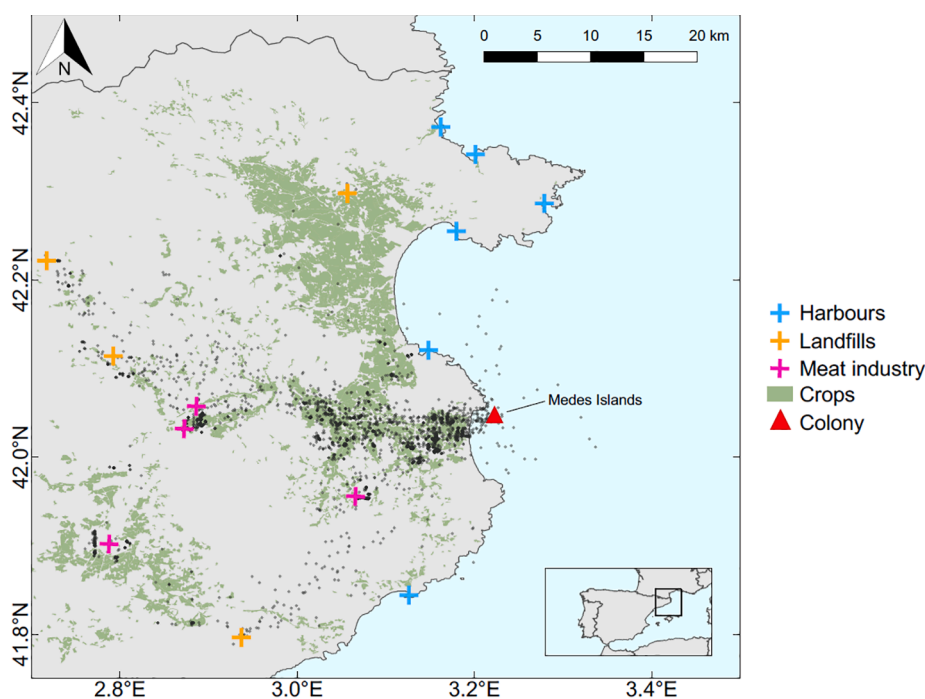 N
0 5 10 15 20 km
42.4°N
42.2°N
42.0°N
41.8°N
2.8°E 3.0°E 3.2°E 3.4°E
Medes Islands
Harbours
Landfills
Meat industry
Crops
Colony